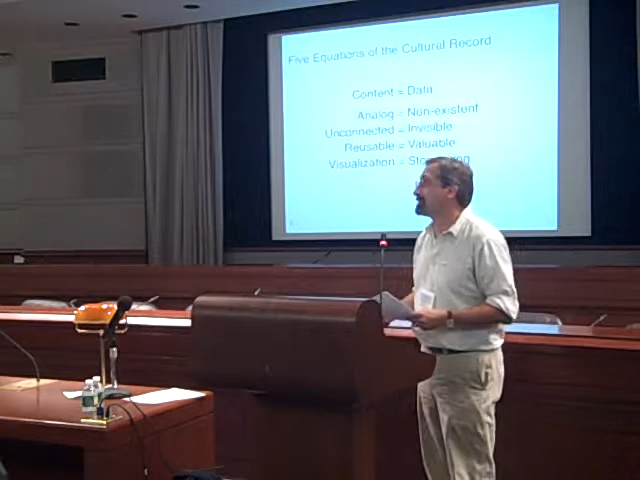 Five Equations of the Cultural Record
Content = Data
Analog = Non-existent
Unconnected = Invisible
Reusable = Valuable
Visualization =